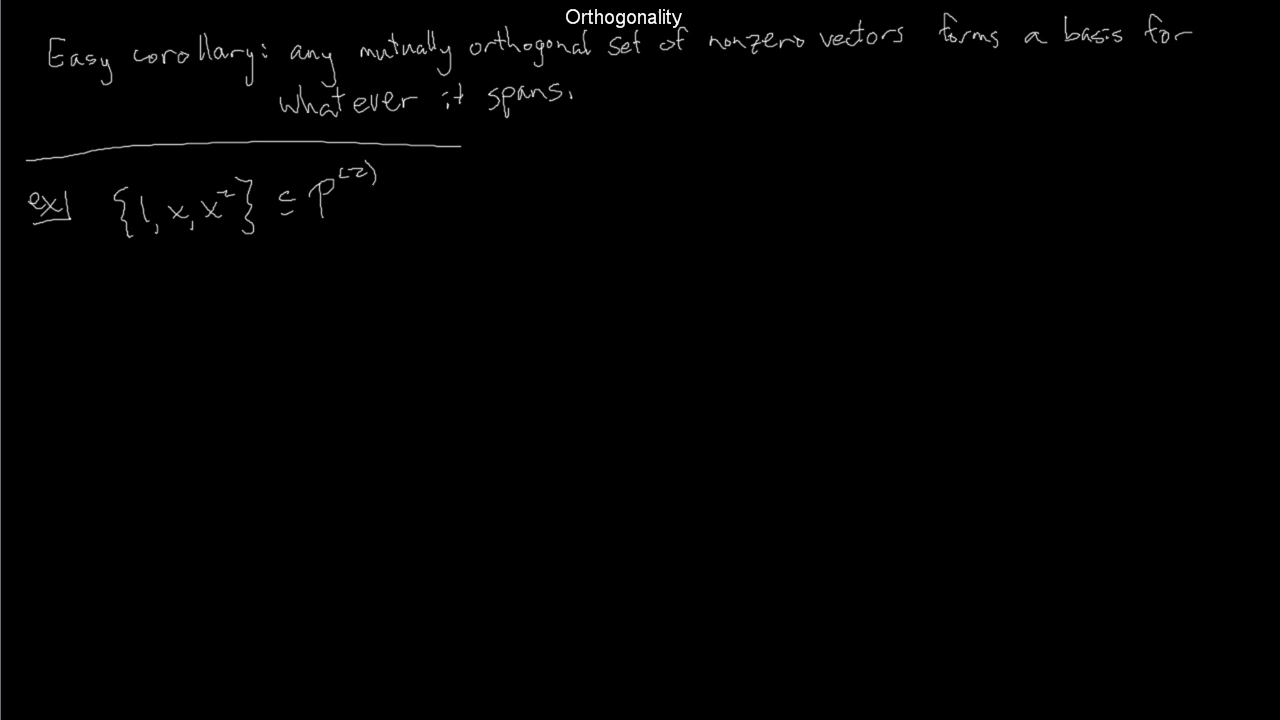 Orthogonality
Easy corollary: any mutually orthogonal set of nonzero vectors forms a basis for
whatever it spans.
ex| {1, x, x²} ⊆ P⁽²⁾